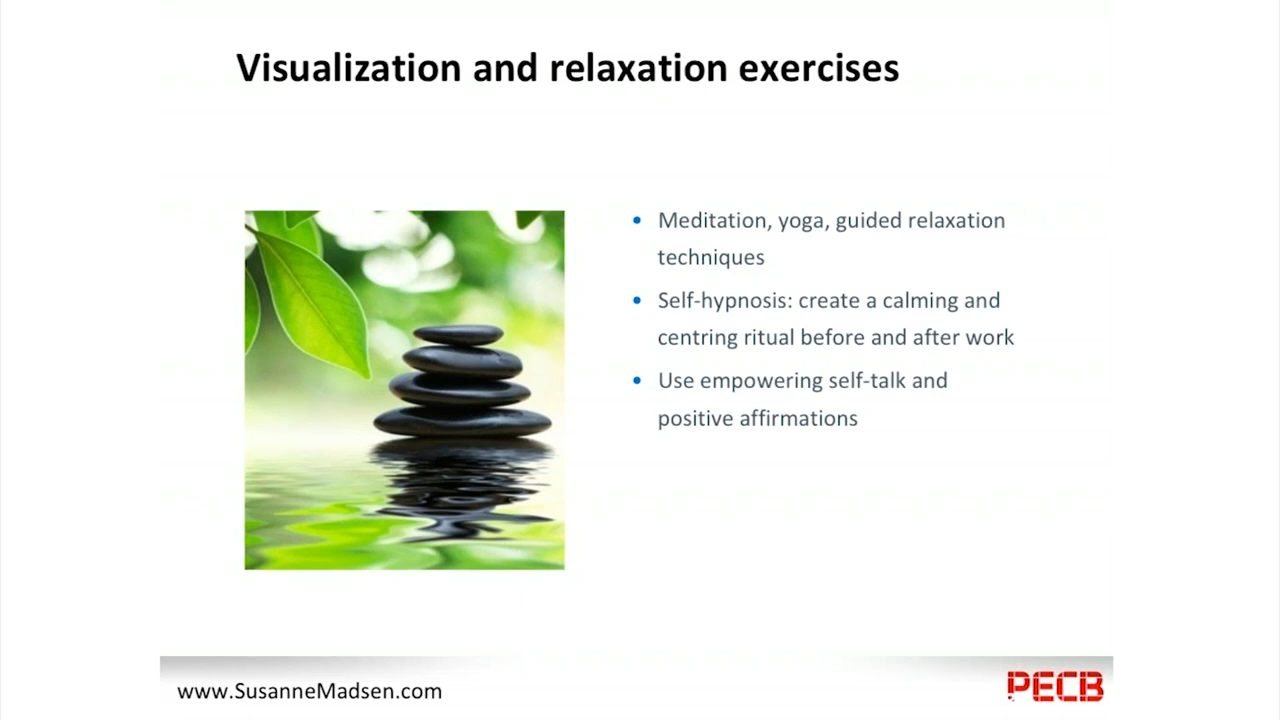 Visualization and relaxation exercises
• Meditation, yoga, guided relaxation
techniques
• Self-hypnosis: create a calming and
centring ritual before and after work
• Use empowering self-talk and
positive affirmations
www.SusanneMadsen.com
PECB